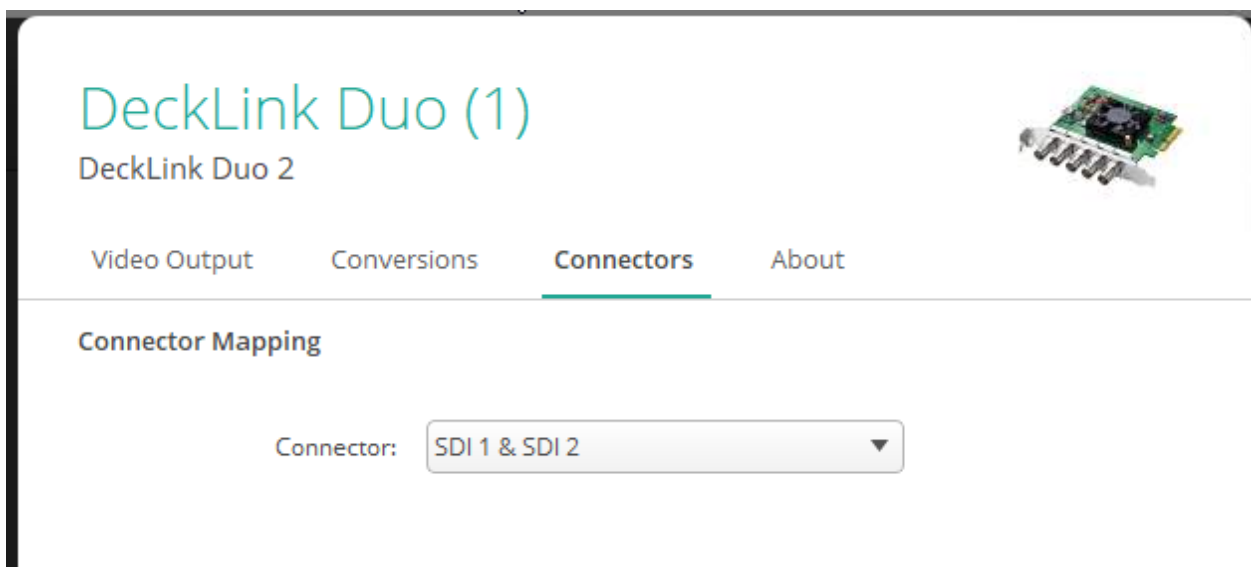 DeckLink Duo (1)
DeckLink Duo 2
Video Output Conversions Connectors About
Connector Mapping
Connector: SDI 1 & SDI 2